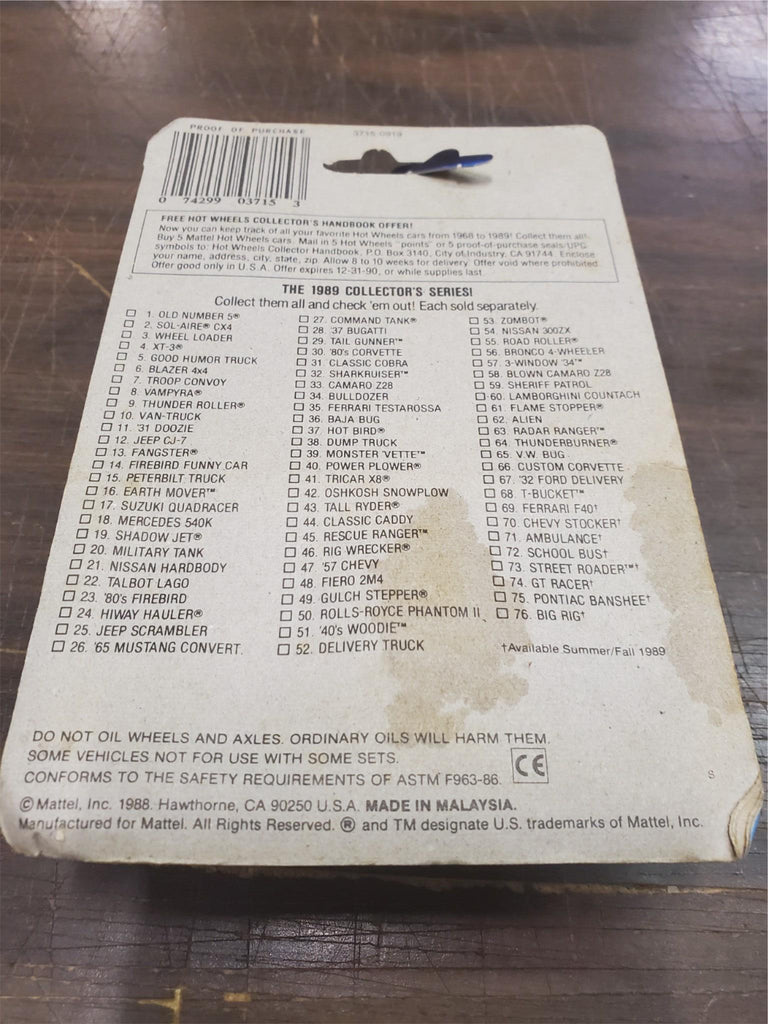 PROOF OF PURCHASE
3715-0919
0 74299 03715 3
FREE HOT WHEELS COLLECTOR'S HANDBOOK OFFER!
Now you can keep track of all your favorite Hot Wheels cars from 1968 to 1989! Collect them all!
Buy 5 Mattel Hot Wheels cars. Mail in 5 Hot Wheels "points" or 5 proof-of-purchase seals/UPC
symbols to: Hot Wheels Collector Handbook, P.O. Box 3140, City of Industry, CA 91744. Enclose
your name, address, city, state, zip. Allow 8 to 10 weeks for delivery. Offer void where prohibited.
Offer good only in U.S.A. Offer expires 12-31-90, or while supplies last.
THE 1989 COLLECTOR'S SERIES!
Collect them all and check 'em out! Each sold separately.
1. OLD NUMBER 5®
2. SOL-AIRE® CX4
3. WHEEL LOADER
4. XT-3®
5. GOOD HUMOR TRUCK
6. BLAZER 4x4
7. TROOP CONVOY
8. VAMPYRA®
9. THUNDER ROLLER®
10. VAN-TRUCK
11. '31 DOOZIE
12. JEEP CJ-7
13. FANGSTER®
14. FIREBIRD FUNNY CAR
15. PETERBILT TRUCK
16. EARTH MOVER™
17. SUZUKI QUADRACER
18. MERCEDES 540K
19. SHADOW JET®
20. MILITARY TANK
21. NISSAN HARDBODY
22. TALBOT LAGO
23. '80's FIREBIRD
24. HIWAY HAULER®
25. JEEP SCRAMBLER
26. '65 MUSTANG CONVERT.
27. COMMAND TANK®
28. '37 BUGATTI
29. TAIL GUNNER™
30. '80's CORVETTE
31. CLASSIC COBRA
32. SHARKRUISER™
33. CAMARO Z28
34. BULLDOZER
35. FERRARI TESTAROSSA
36. BAJA BUG
37. HOT BIRD®
38. DUMP TRUCK
39. MONSTER 'VETTE™
40. POWER PLOWER®
41. TRICAR X8®
42. OSHKOSH SNOWPLOW
43. TALL RYDER®
44. CLASSIC CADDY
45. RESCUE RANGER™
46. RIG WRECKER®
47. '57 CHEVY
48. FIERO 2M4
49. GULCH STEPPER®
50. ROLLS-ROYCE PHANTOM II
51. '40's WOODIE™
52. DELIVERY TRUCK
53. ZOMBOT®
54. NISSAN 300ZX
55. ROAD ROLLER®
56. BRONCO 4-WHEELER
57. 3-WINDOW '34™
58. BLOWN CAMARO Z28
59. SHERIFF PATROL
60. LAMBORGHINI COUNTACH
61. FLAME STOPPER®
62. ALIEN
63. RADAR RANGER™
64. THUNDERBURNER®
65. V.W. BUG
66. CUSTOM CORVETTE
67. '32 FORD DELIVERY
68. T-BUCKET™
69. FERRARI F40†
70. CHEVY STOCKER†
71. AMBULANCE†
72. SCHOOL BUS†
73. STREET ROADER™†
74. GT RACER†
75. PONTIAC BANSHEE†
76. BIG RIG†
†Available Summer/Fall 1989
DO NOT OIL WHEELS AND AXLES. ORDINARY OILS WILL HARM THEM.
SOME VEHICLES NOT FOR USE WITH SOME SETS.
CONFORMS TO THE SAFETY REQUIREMENTS OF ASTM F963-86. CE
S
© Mattel, Inc. 1988. Hawthorne, CA 90250 U.S.A. MADE IN MALAYSIA.
Manufactured for Mattel. All Rights Reserved. ® and TM designate U.S. trademarks of Mattel, Inc.